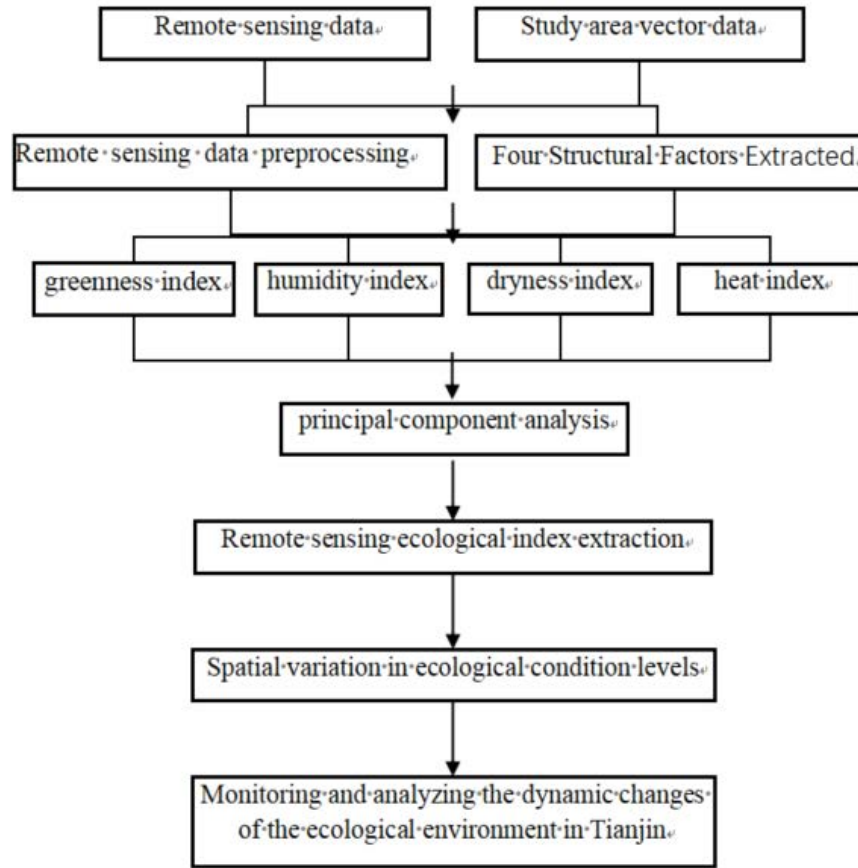 Remote sensing data
Study area vector data
Remote sensing data preprocessing
Four Structural Factors Extracted.
greenness index
humidity index
dryness index
heat index
principal component analysis
Remote sensing ecological index extraction
Spatial variation in ecological condition levels
Monitoring and analyzing the dynamic changes
of the ecological environment in Tianjin